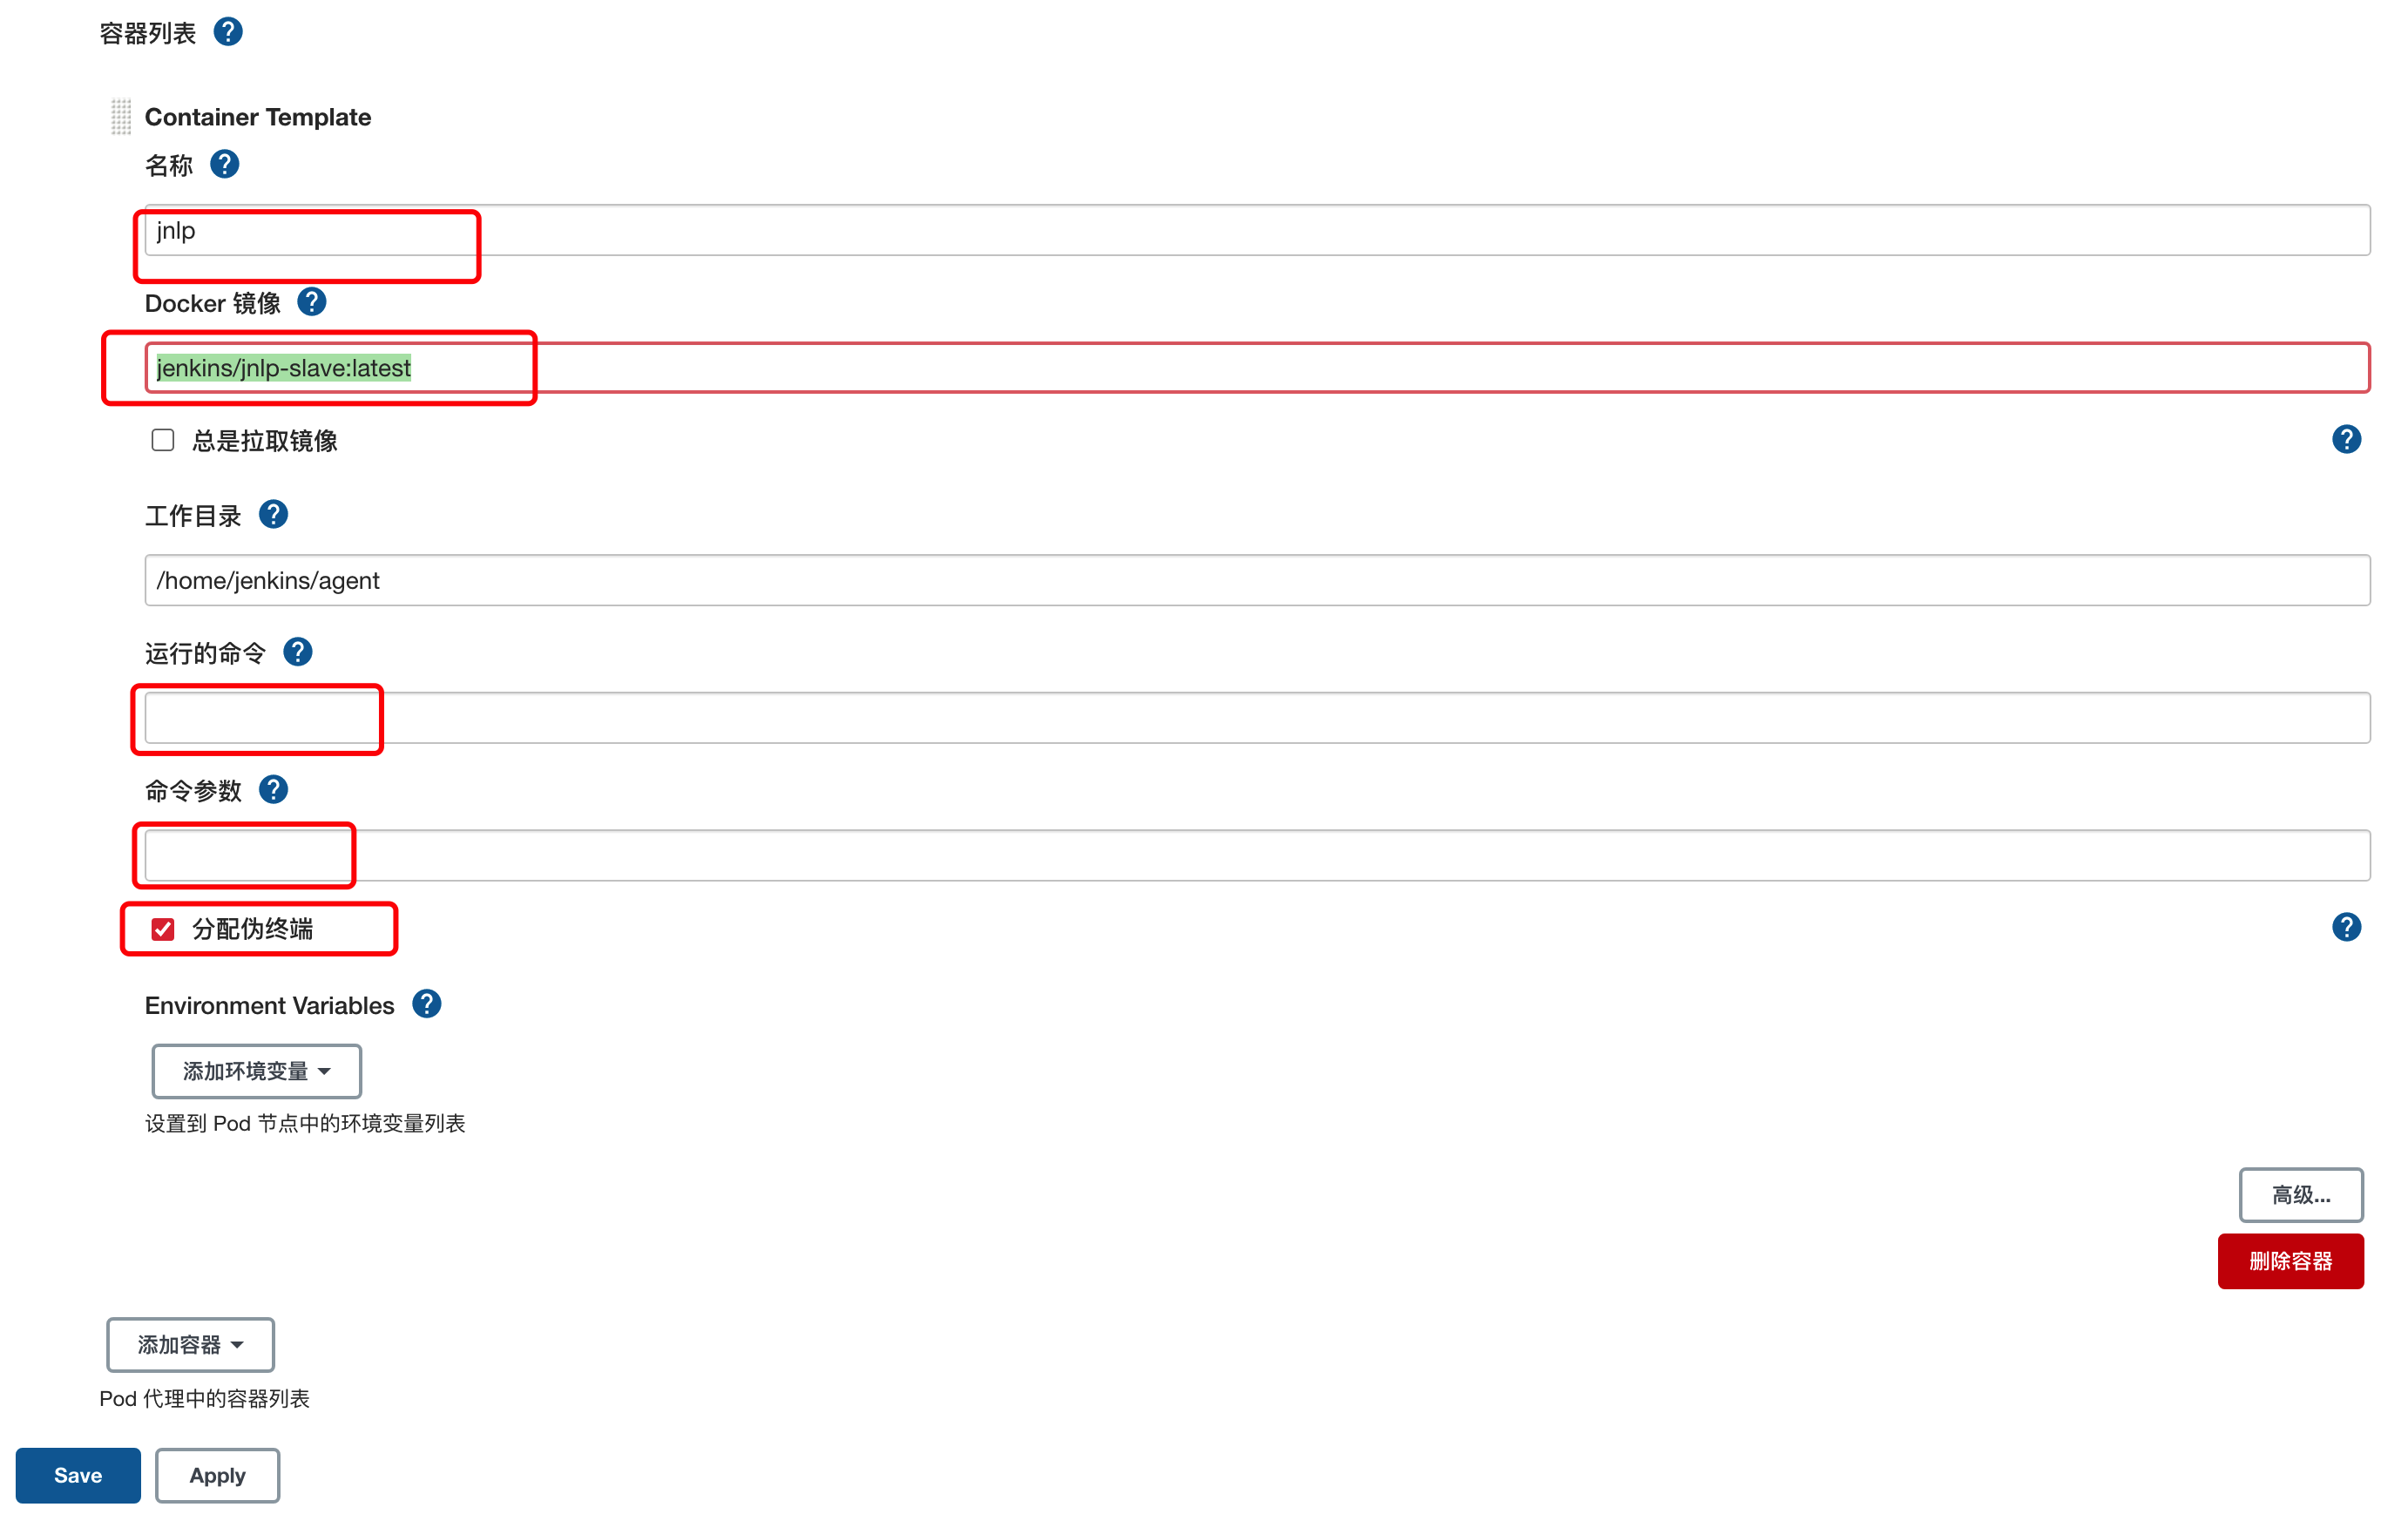 容器列表 ?
Container Template
名称 ?
jnlp
Docker 镜像 ?
jenkins/jnlp-slave:latest
总是拉取镜像 ?
工作目录 ?
/home/jenkins/agent
运行的命令 ?
命令参数 ?
分配伪终端 ?
Environment Variables ?
添加环境变量
设置到 Pod 节点中的环境变量列表
高级...
删除容器
添加容器
Pod 代理中的容器列表
Save Apply